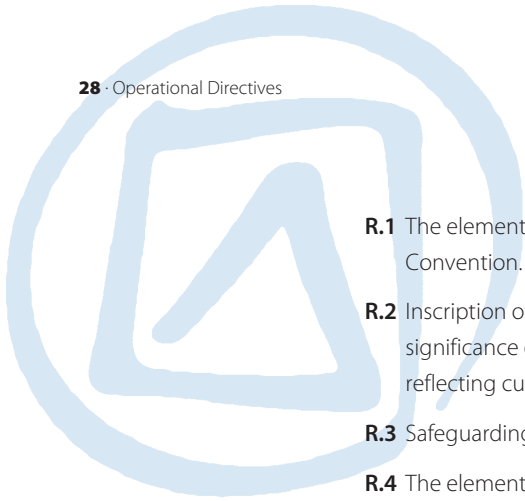 28 · Operational Directives
R.1 The element
Convention.
R.2 Inscription o
significance
reflecting cu
R.3 Safeguarding
R.4 The element